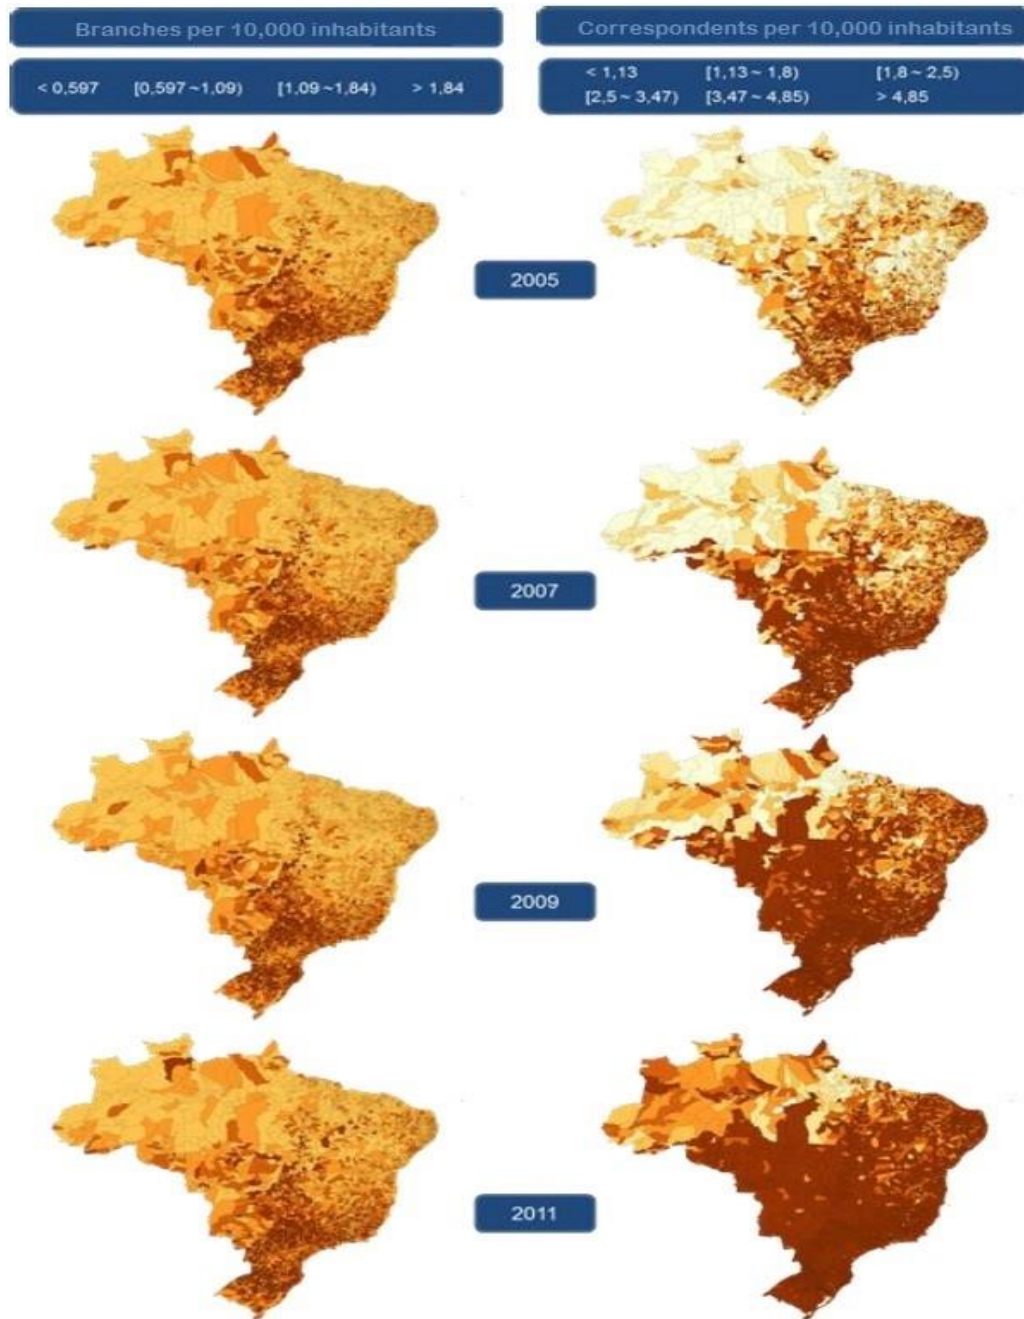 Branches per 10,000 inhabitants
Correspondents per 10,000 inhabitants
< 0,597 [0,597 ~1,09) [1,09 ~1,84) > 1,84
< 1,13 [1,13 ~ 1,8) [1,8 ~ 2,5)
[2,5 ~ 3,47) [3,47 ~ 4,85) > 4,85
2005
2007
2009
2011